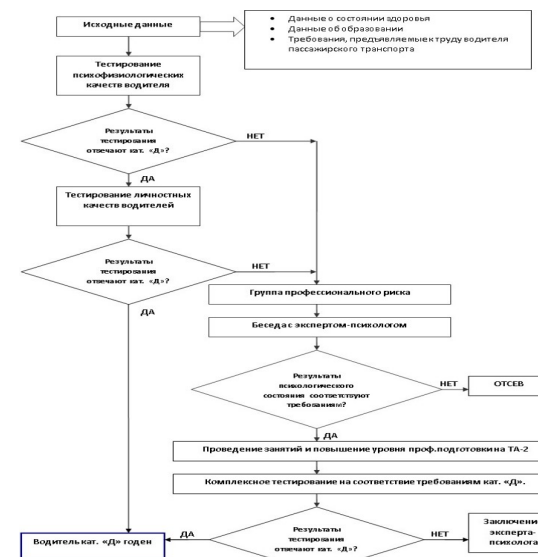 Исходные данные
• Данные о состоянии здоровья
• Данные об образовании
• Требования, предъявляемые к труду водителя
пассажирского транспорта
Тестирование
психофизиологических
качеств водителя
Результаты
тестирования
отвечают кат. «Д»?
НЕТ
ДА
Тестирование личностных
качеств водителей
Результаты
тестирования
отвечают кат. «Д»?
НЕТ
ДА
Группа профессионального риска
Беседа с экспертом-психологом
Результаты
психологического
состояния соответствуют
требованиям?
НЕТ
ОТСЕВ
ДА
Проведение занятий и повышение уровня проф.подготовки на ТА-2
Комплексное тестирование на соответствие требованиям кат. «Д».
Результаты
тестирования
отвечают кат. «Д»?
ДА
Водитель кат. «Д» годен
НЕТ
Заключени
эксперта-
психолога